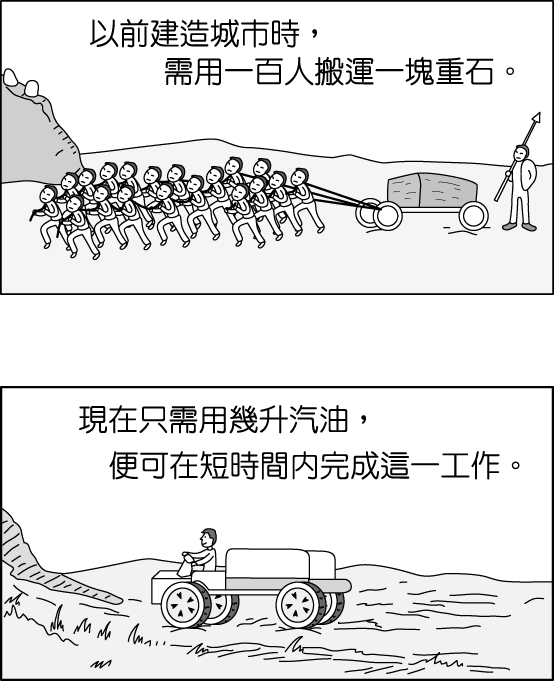 以前建造城市時，
需用一百人搬運一塊重石。
現在只需用幾升汽油，
便可在短時間内完成這一工作。